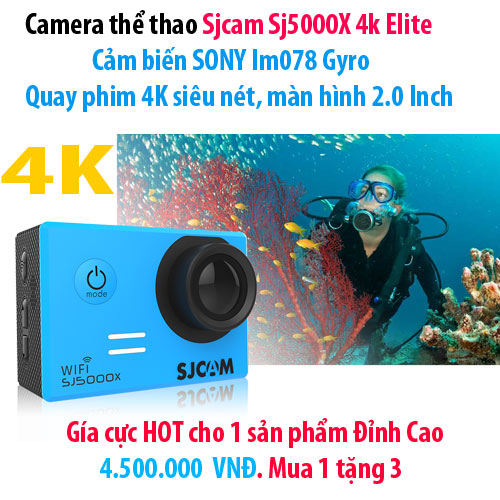 Camera thể thao Sjcam Sj5000X 4k Elite
Cảm biến SONY Im078 Gyro
Quay phim 4K siêu nét, màn hình 2.0 Inch
4K
mode
WIFI
SJ5000X
SJCAM
Gía cực HOT cho 1 sản phẩm Đỉnh Cao
4.500.000 VNĐ. Mua 1 tặng 3